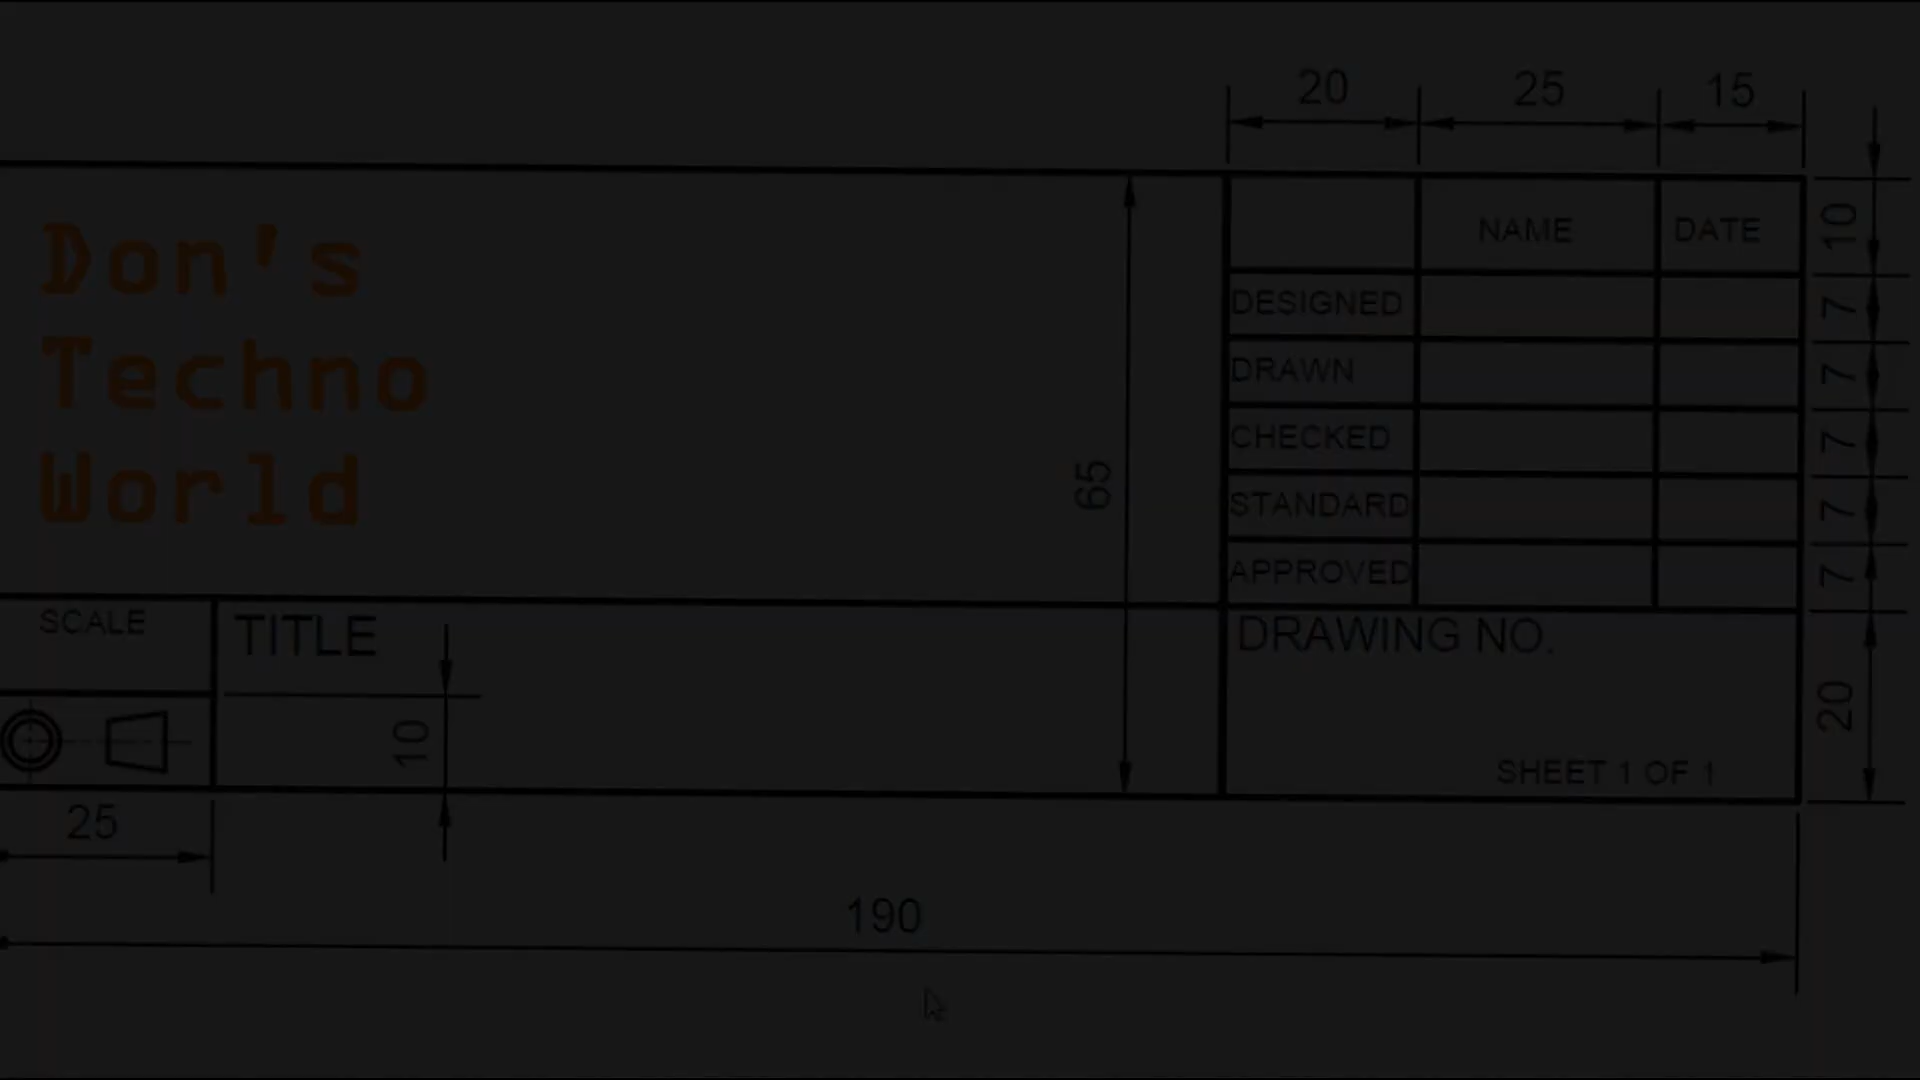 20 25 15
NAME DATE 10
Don's
Techno
World
DESIGNED 7
DRAWN 7
CHECKED 7
65
STANDARD 7
APPROVED 7
SCALE TITLE DRAWING NO.
10 20
SHEET 1 OF 1
25
190